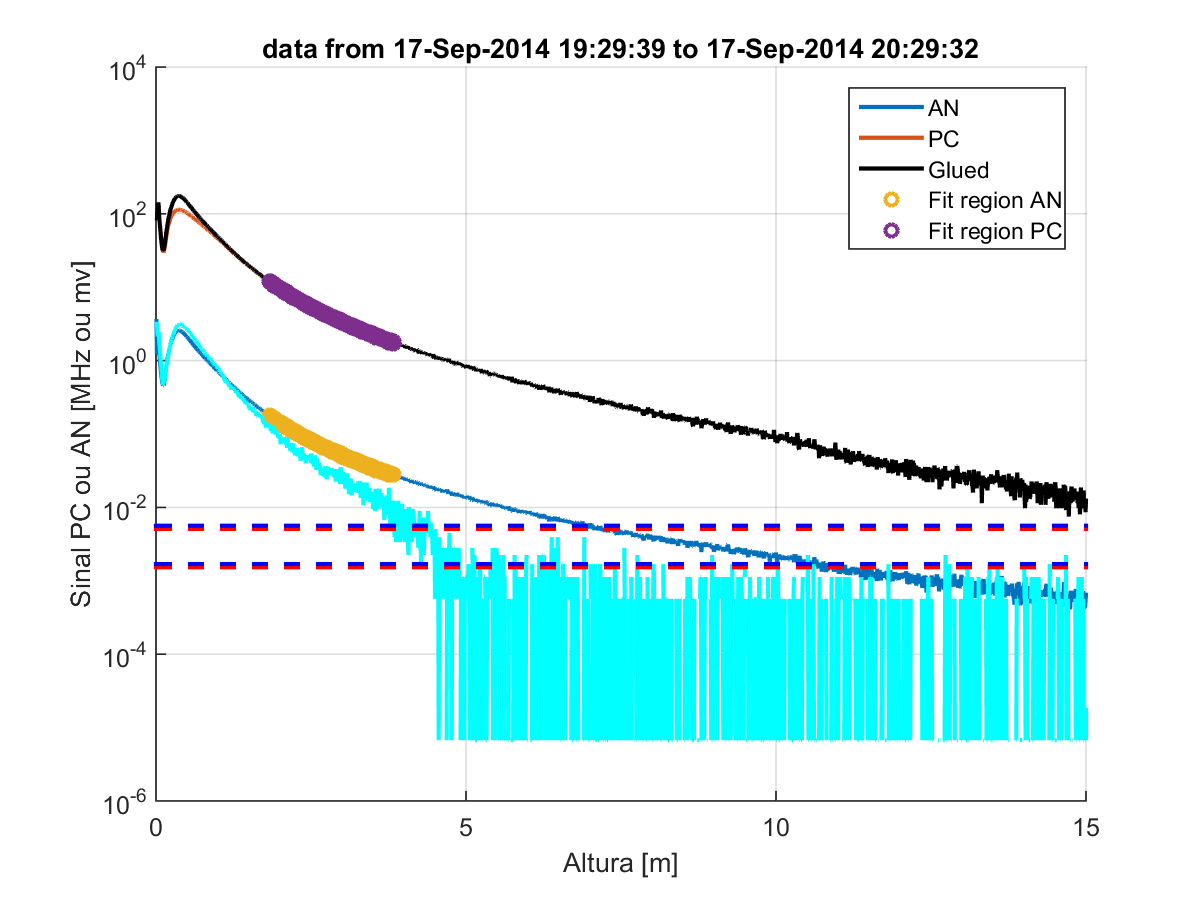 data from 17-Sep-2014 19:29:39 to 17-Sep-2014 20:29:32
Sinal PC ou AN [MHz ou mv]
10^4
10^2
10^0
10^-2
10^-4
10^-6
AN
PC
Glued
Fit region AN
Fit region PC
0 5 10 15
Altura [m]